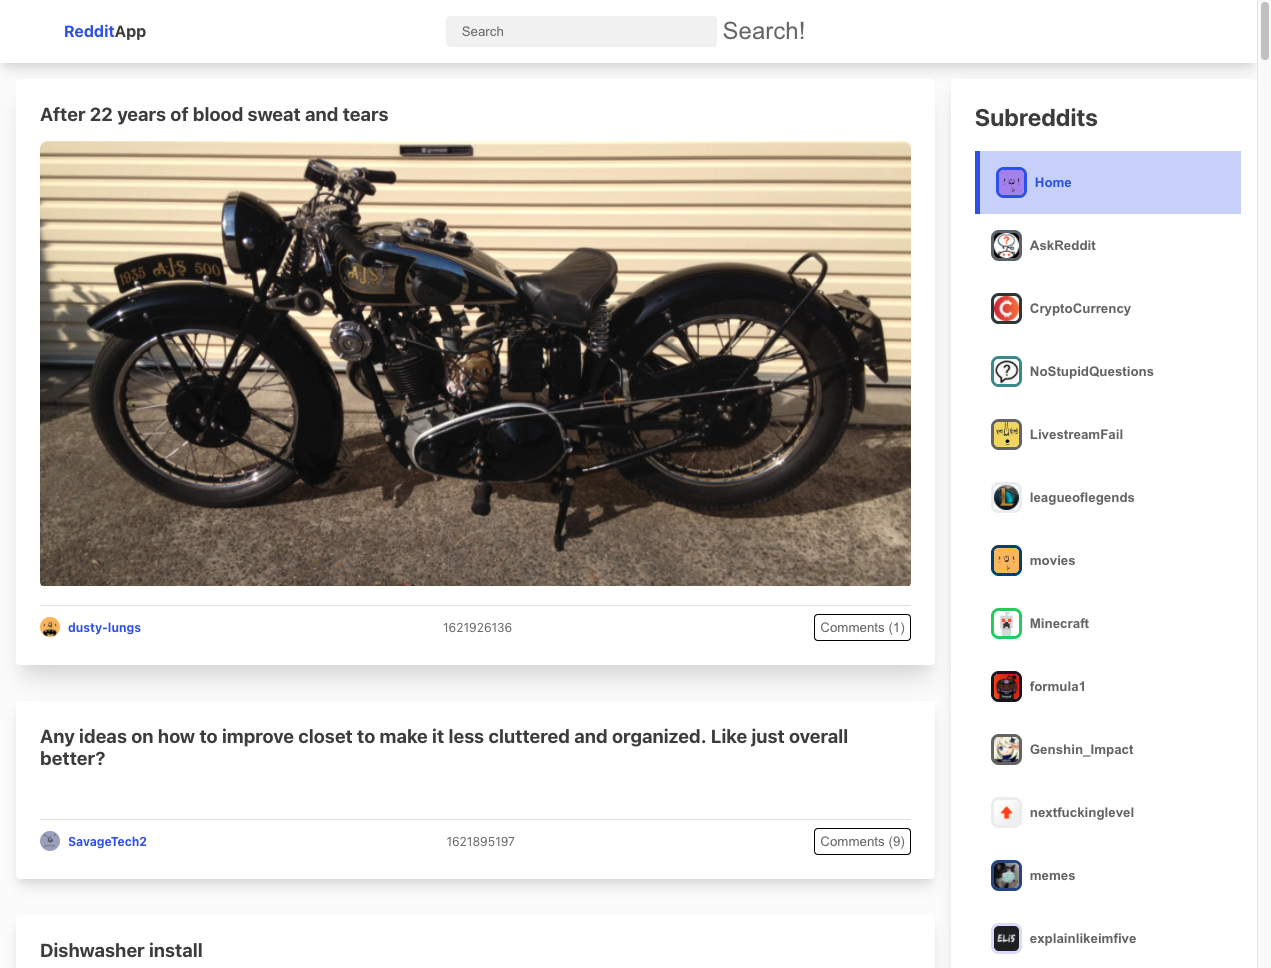 RedditApp
Search
Search!
After 22 years of blood sweat and tears
1935 AJS 500
AJS
dusty-lungs
1621926136
Comments (1)
Any ideas on how to improve closet to make it less cluttered and organized. Like just overall
better?
SavageTech2
1621895197
Comments (9)
Dishwasher install
Subreddits
Home
AskReddit
CryptoCurrency
NoStupidQuestions
LivestreamFail
leagueoflegends
movies
Minecraft
formula1
Genshin_Impact
nextfuckinglevel
memes
ELI5
explainlikeimfive